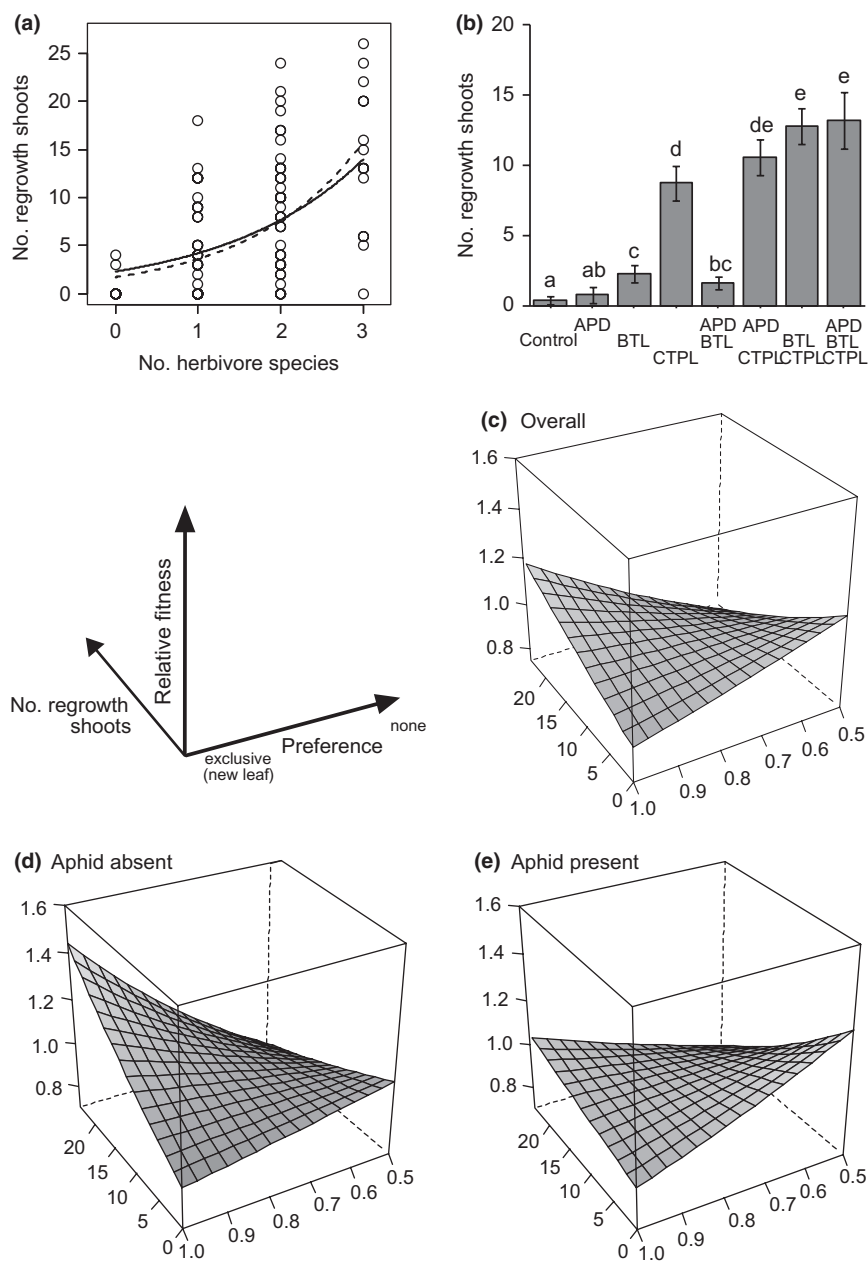 (a)
25
20
15
10
5
0
No. regrowth shoots
0 1 2 3
No. herbivore species
(b)
20
15
10
5
0
No. regrowth shoots
a ab c d bc de e e
Control
APD
BTL
CTPL
APD
BTL
APD
CTPL
BTL
CTPL
APD
BTL
CTPL
Relative fitness
No. regrowth
shoots
exclusive
(new leaf)
Preference
none
(c) Overall
1.6
1.4
1.2
1.0
0.8
20
15
10
5
0
1.0
0.9
0.8
0.7
0.6
0.5
(d) Aphid absent
1.6
1.4
1.2
1.0
0.8
20
15
10
5
0
1.0
0.9
0.8
0.7
0.6
0.5
(e) Aphid present
1.6
1.4
1.2
1.0
0.8
20
15
10
5
0
1.0
0.9
0.8
0.7
0.6
0.5